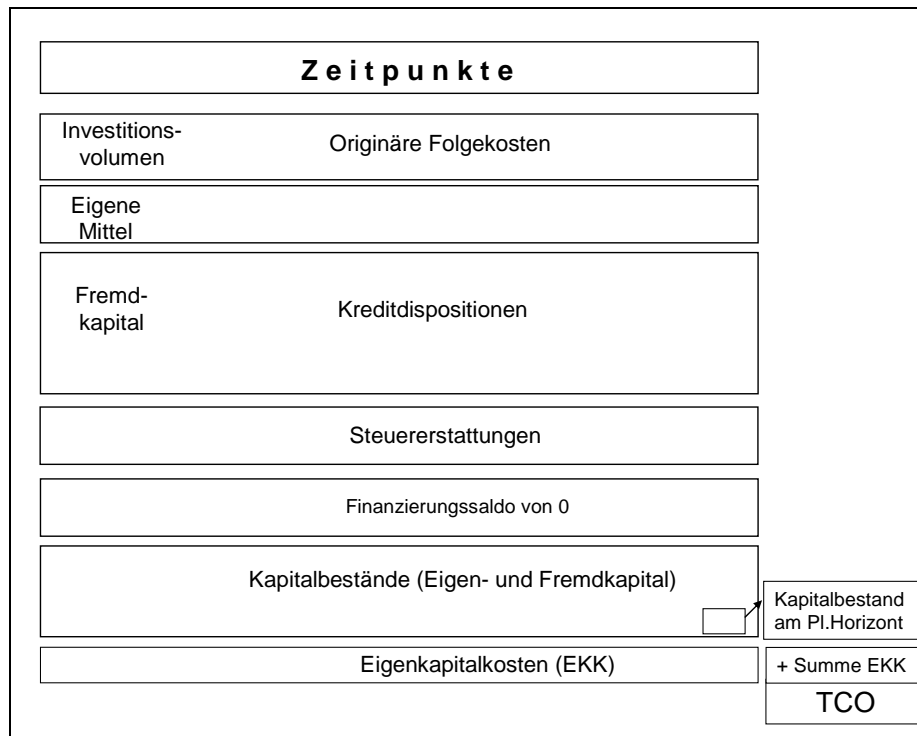 Zeitpunkte
Investitions-
volumen
Originäre Folgekosten
Eigene
Mittel
Fremd-
kapital
Kreditdispositionen
Steuererstattungen
Finanzierungssaldo von 0
Kapitalbestände (Eigen- und Fremdkapital)
Kapitalbestand
am Pl.Horizont
Eigenkapitalkosten (EKK)
+ Summe EKK
TCO